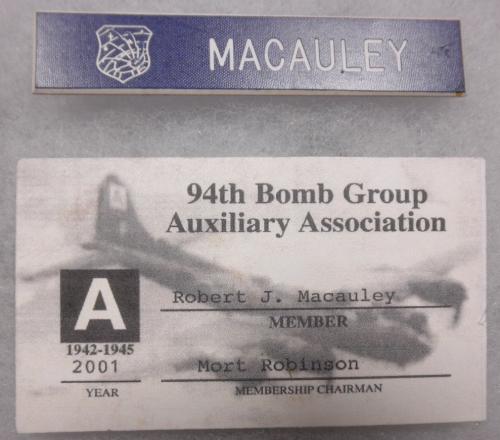 MACAULEY
94th Bomb Group
Auxiliary Association
A
A
Robert J. Macauley
MEMBER
1942-1945
2001
Mort Robinson
YEAR
MEMBERSHIP CHAIRMAN